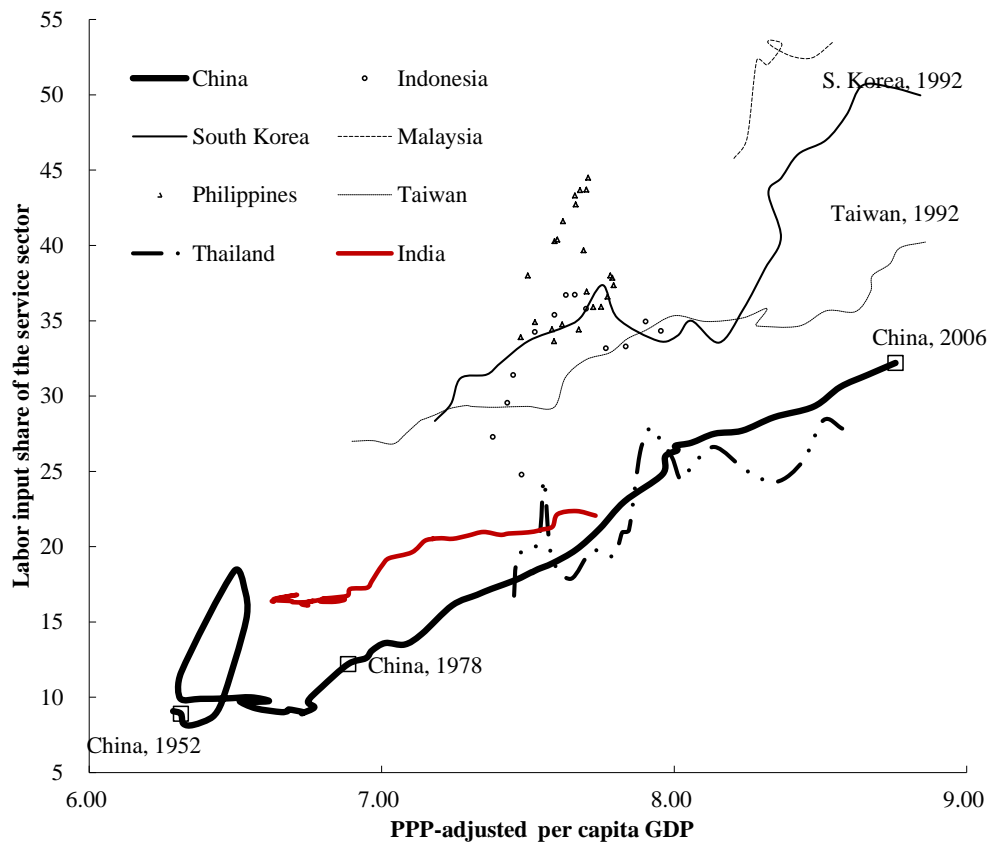 55
50
45
40
35
30
25
20
15
10
5
Labor input share of the service sector
China
Indonesia
South Korea
Malaysia
Philippines
Taiwan
Thailand
India
S. Korea, 1992
Taiwan, 1992
China, 2006
China, 1978
China, 1952
6.00
7.00
8.00
9.00
PPP-adjusted per capita GDP